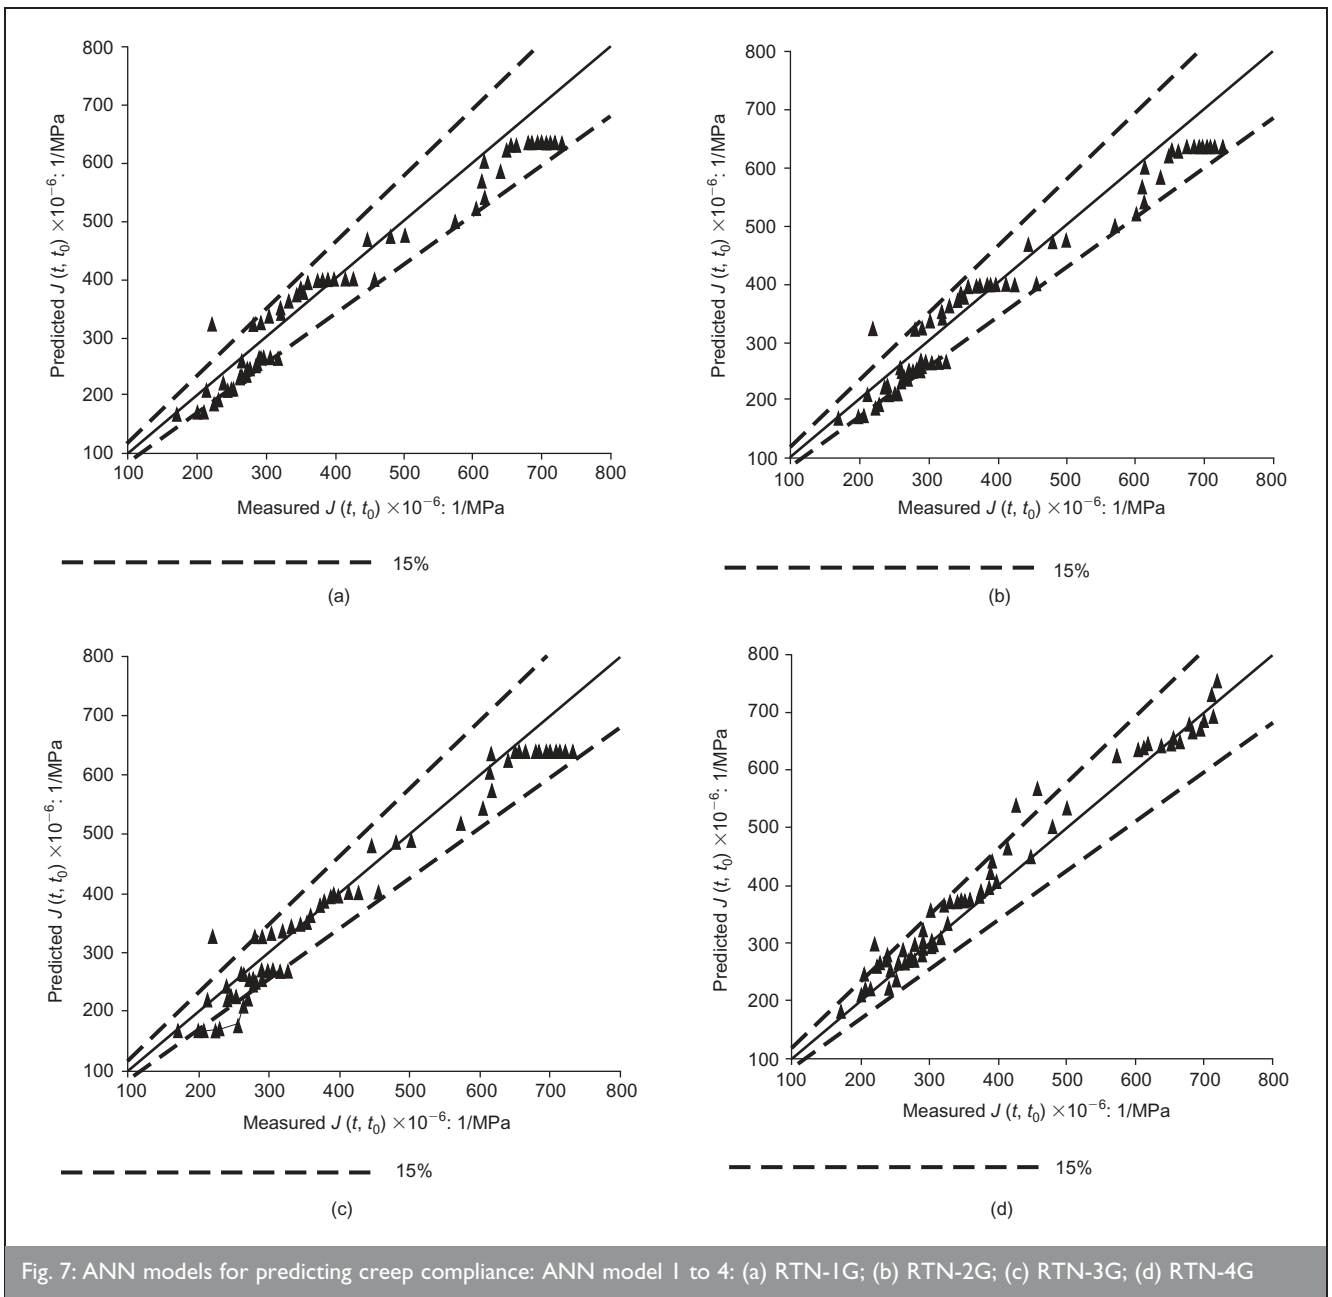 800
700
600
500
400
300
200
100
100 200 300 400 500 600 700 800
Predicted J (t, t₀) ×10⁻⁶: 1/MPa
Measured J (t, t₀) ×10⁻⁶: 1/MPa
15%
(a)
800
700
600
500
400
300
200
100
100 200 300 400 500 600 700 800
Predicted J (t, t₀) ×10⁻⁶: 1/MPa
Measured J (t, t₀) ×10⁻⁶: 1/MPa
15%
(b)
800
700
600
500
400
300
200
100
100 200 300 400 500 600 700 800
Predicted J (t, t₀) ×10⁻⁶: 1/MPa
Measured J (t, t₀) ×10⁻⁶: 1/MPa
15%
(c)
800
700
600
500
400
300
200
100
100 200 300 400 500 600 700 800
Predicted J (t, t₀) ×10⁻⁶: 1/MPa
Measured J (t, t₀) ×10⁻⁶: 1/MPa
15%
(d)
Fig. 7: ANN models for predicting creep compliance: ANN model 1 to 4: (a) RTN-1G; (b) RTN-2G; (c) RTN-3G; (d) RTN-4G